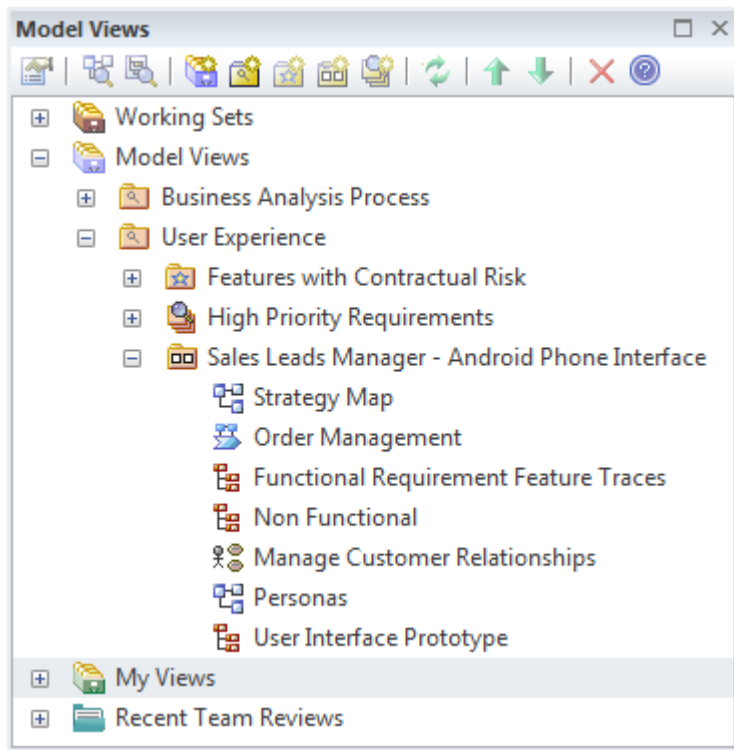 Model Views
Working Sets
Model Views
Business Analysis Process
User Experience
Features with Contractual Risk
High Priority Requirements
Sales Leads Manager - Android Phone Interface
Strategy Map
Order Management
Functional Requirement Feature Traces
Non Functional
Manage Customer Relationships
Personas
User Interface Prototype
My Views
Recent Team Reviews